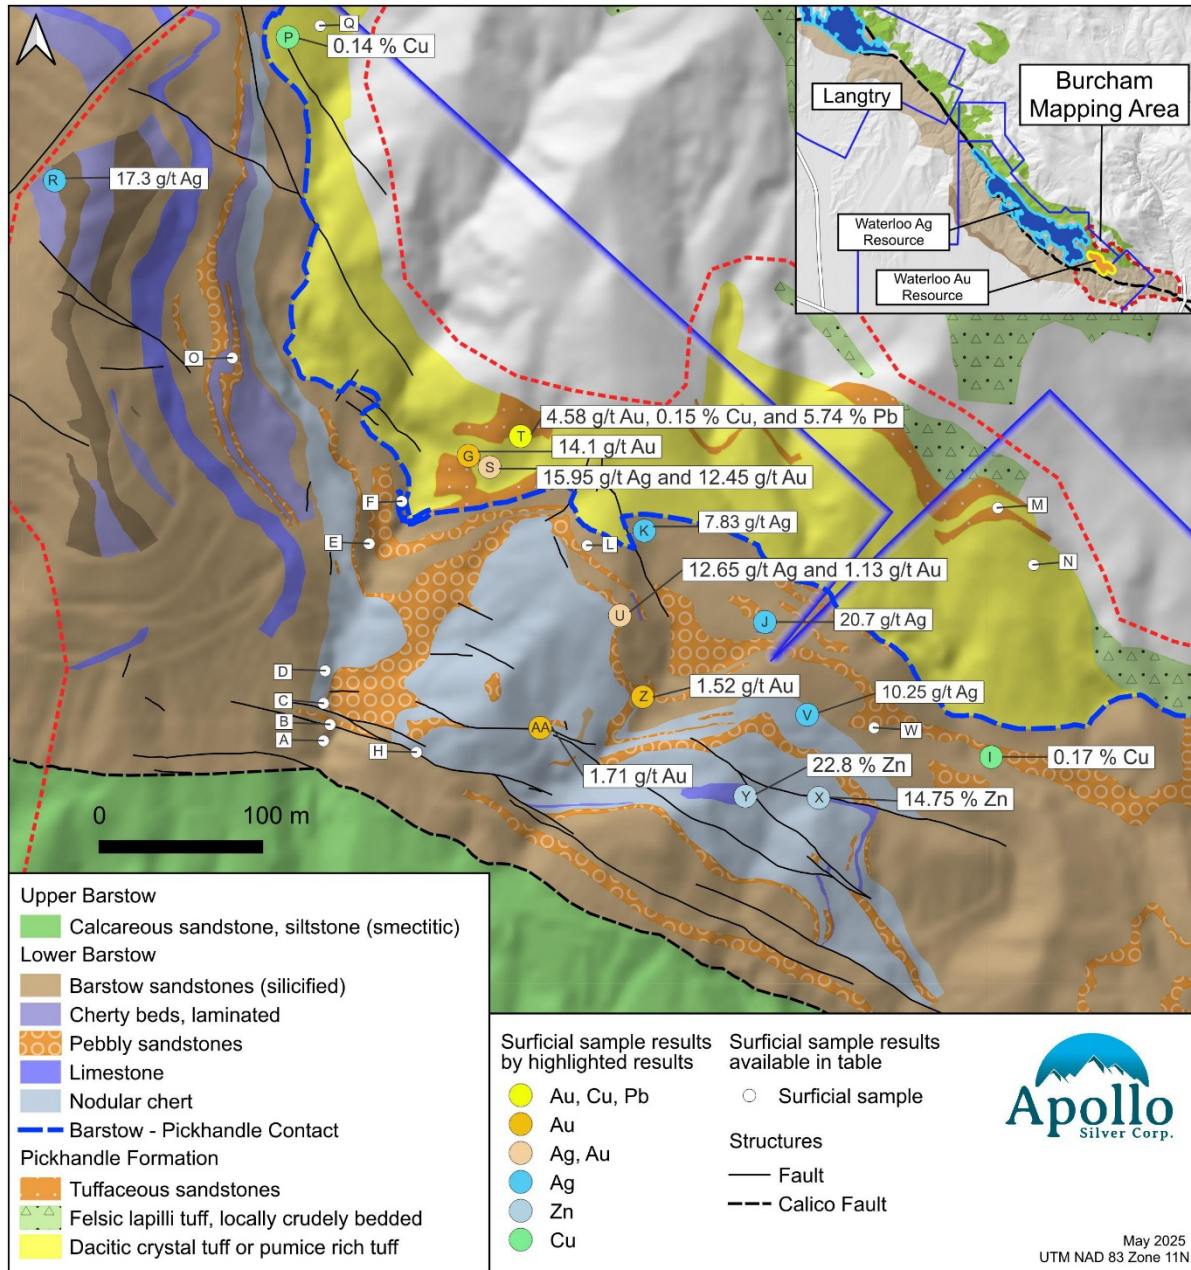 Q
P
0.14 % Cu
Langtry
Burcham
Mapping Area
Waterloo Ag
Resource
Waterloo Au
Resource
R
17.3 g/t Ag
O
T
4.58 g/t Au, 0.15 % Cu, and 5.74 % Pb
G
14.1 g/t Au
S
15.95 g/t Ag and 12.45 g/t Au
F
M
K
7.83 g/t Ag
E
L
N
12.65 g/t Ag and 1.13 g/t Au
U
J
20.7 g/t Ag
D
1.52 g/t Au
Z
10.25 g/t Ag
C
V
B
AA
W
A
H
I
0.17 % Cu
1.71 g/t Au
22.8 % Zn
Y
X
14.75 % Zn
0
100 m
Upper Barstow
Calcareous sandstone, siltstone (smectitic)
Lower Barstow
Barstow sandstones (silicified)
Cherty beds, laminated
Pebbly sandstones
Limestone
Nodular chert
Barstow - Pickhandle Contact
Pickhandle Formation
Tuffaceous sandstones
Felsic lapilli tuff, locally crudely bedded
Dacitic crystal tuff or pumice rich tuff
Surficial sample results
by highlighted results
Au, Cu, Pb
Au
Ag, Au
Ag
Zn
Cu
Surficial sample results
available in table
Surficial sample
Structures
Fault
Calico Fault
Apollo
Silver Corp.
May 2025
UTM NAD 83 Zone 11N